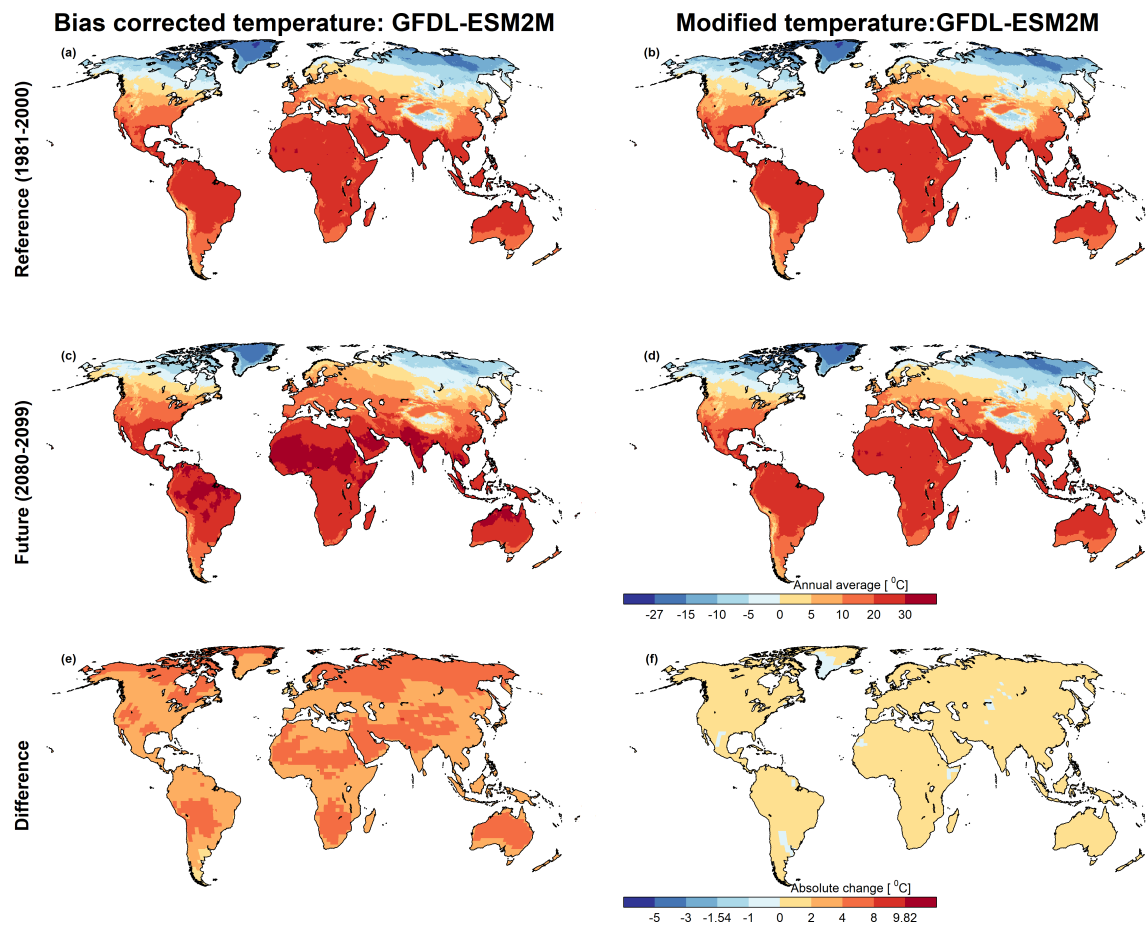 Bias corrected temperature: GFDL-ESM2M
Modified temperature:GFDL-ESM2M
Reference (1981-2000)
(a)
(b)
Future (2080-2099)
(c)
(d)
Annual average [ ⁰C]
-27 -15 -10 -5 0 5 10 20 30
Difference
(e)
(f)
Absolute change [ ⁰C]
-5 -3 -1.54 -1 0 2 4 8 9.82